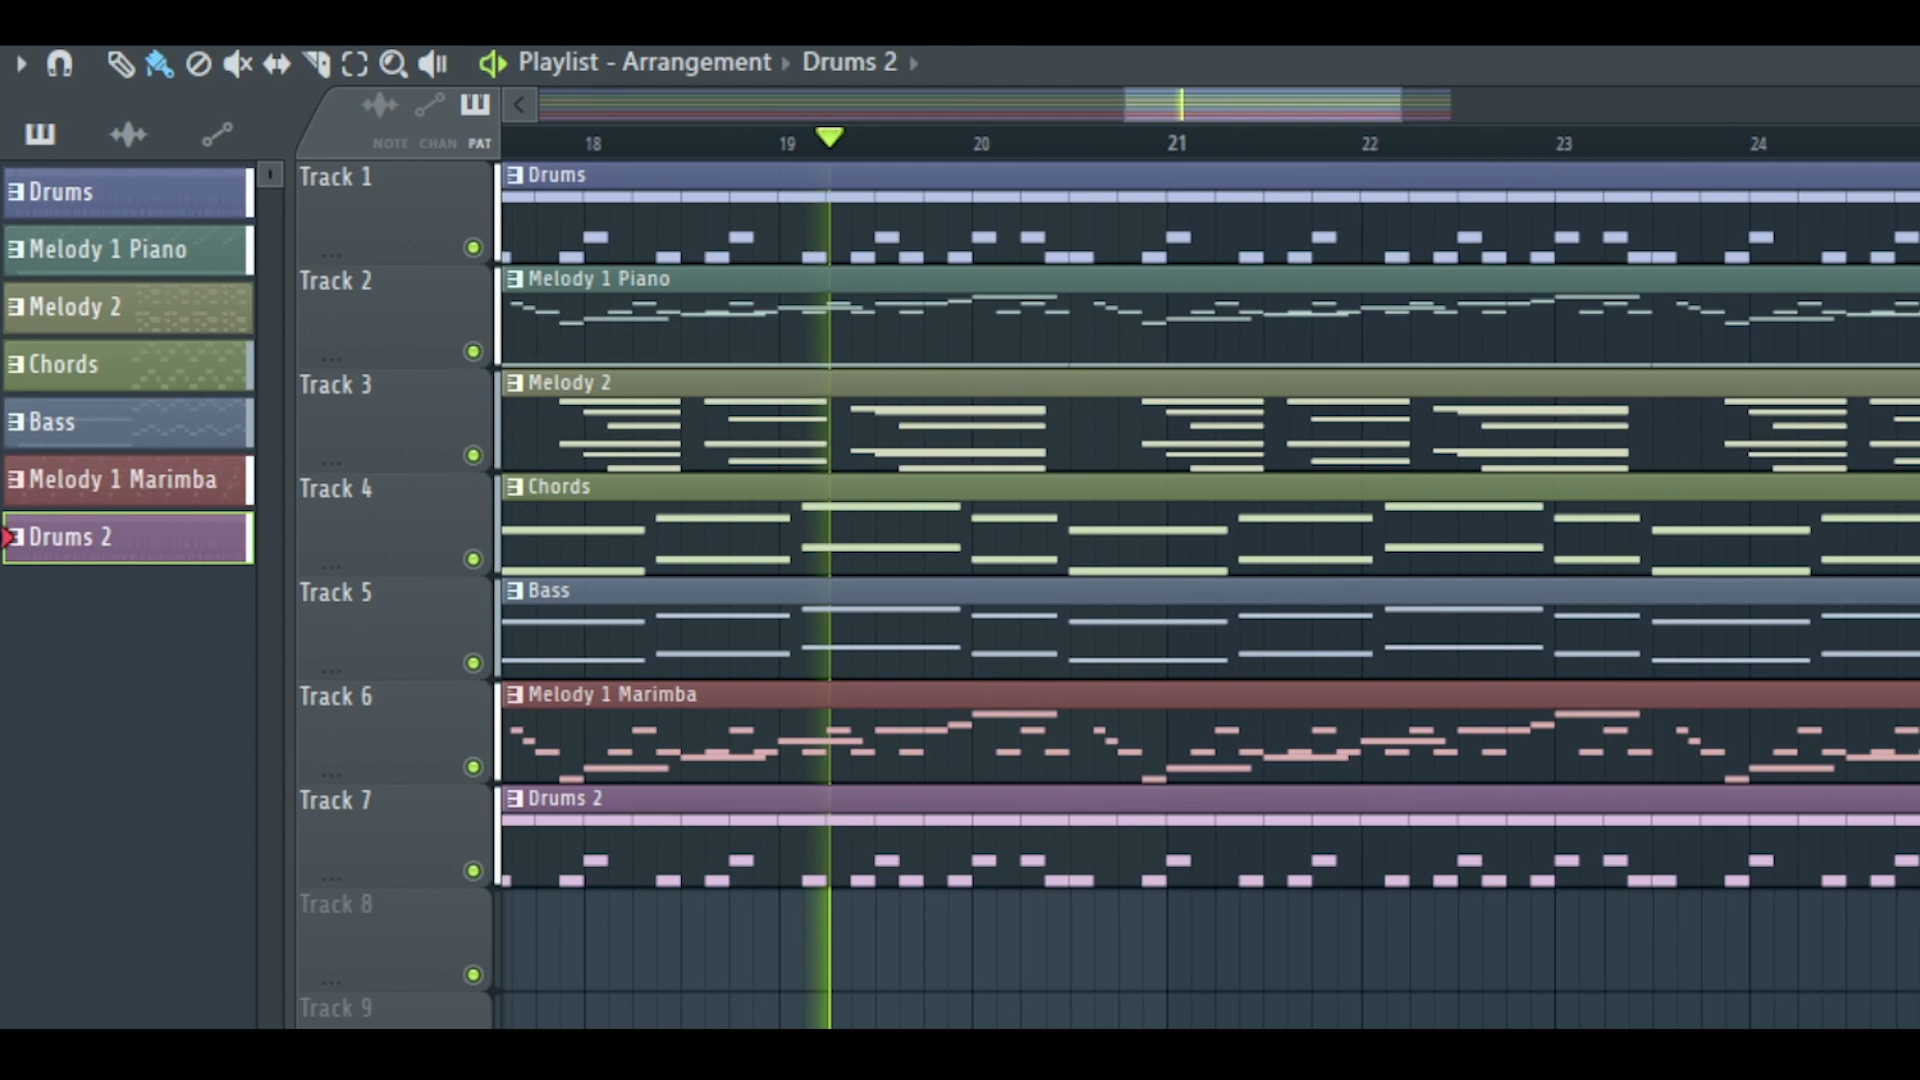 Playlist - Arrangement Drums 2
NOTE CHAN PAT
18 19 20 21 22 23 24
Drums
Melody 1 Piano
Melody 2
Chords
Bass
Melody 1 Marimba
Drums 2
Track 1
Drums
Track 2
Melody 1 Piano
Track 3
Melody 2
Track 4
Chords
Track 5
Bass
Track 6
Melody 1 Marimba
Track 7
Drums 2
Track 8
Track 9